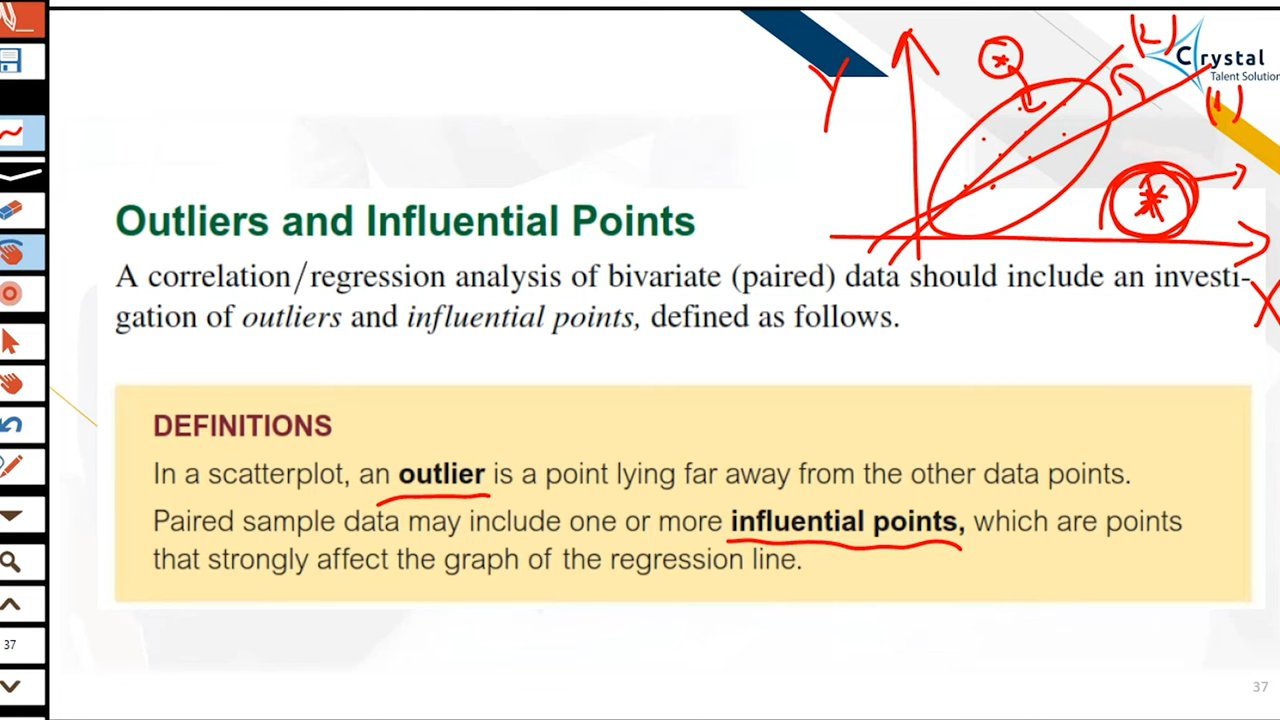 Y
(2)
(1)
Crystal
Talent Solution
Outliers and Influential Points
A correlation/regression analysis of bivariate (paired) data should include an investi-
gation of outliers and influential points, defined as follows.
X
DEFINITIONS
In a scatterplot, an outlier is a point lying far away from the other data points.
Paired sample data may include one or more influential points, which are points
that strongly affect the graph of the regression line.
37
37